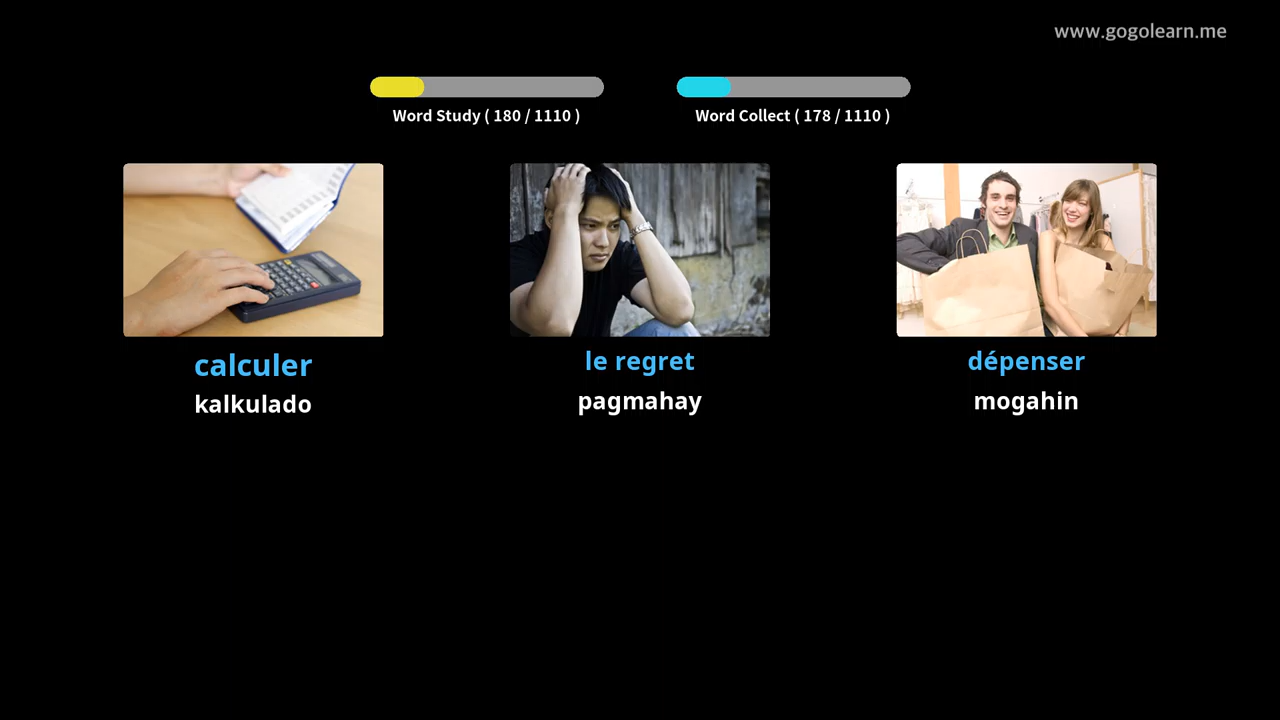 www.gogolearn.me
Word Study ( 180 / 1110 )
Word Collect ( 178 / 1110 )
calculer
kalkulado
le regret
pagmahay
dépenser
mogahin